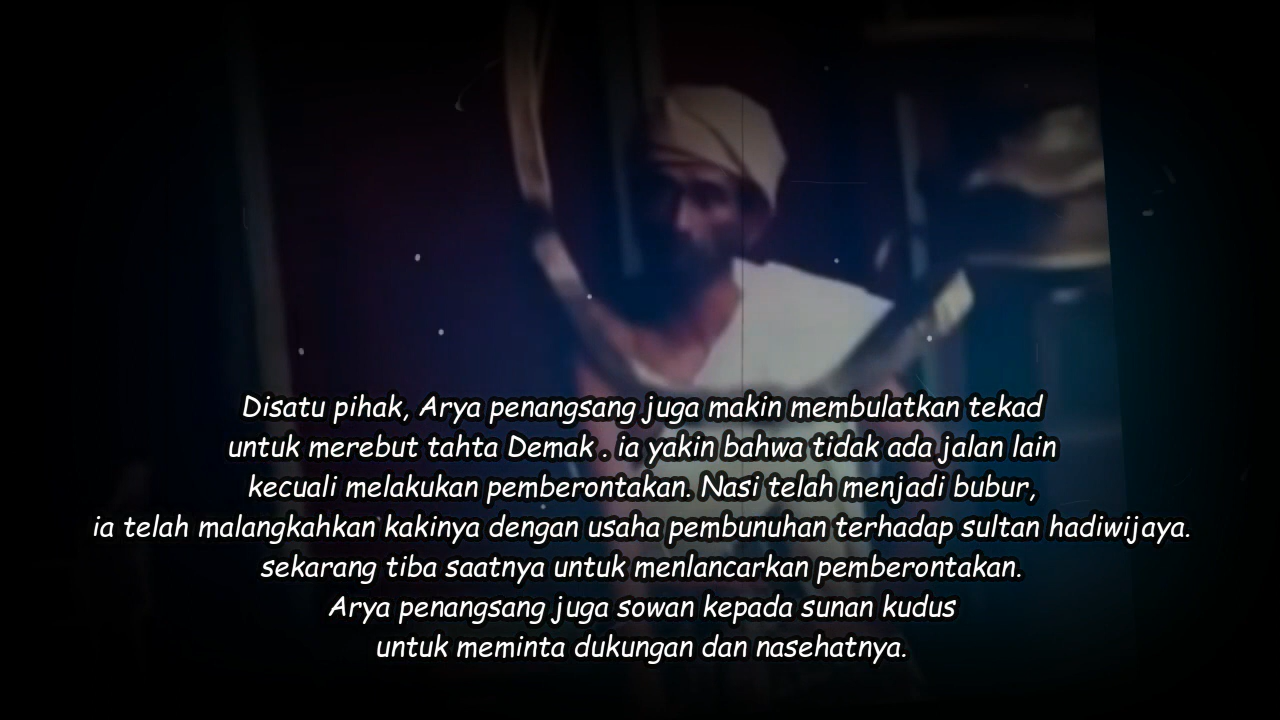 Disatu pihak, Arya penangsang juga makin membulatkan tekad
untuk merebut tahta Demak . ia yakin bahwa tidak ada jalan lain
kecuali melakukan pemberontakan. Nasi telah menjadi bubur,
ia telah malangkahkan kakinya dengan usaha pembunuhan terhadap sultan hadiwijaya.
sekarang tiba saatnya untuk menlancarkan pemberontakan.
Arya penangsang juga sowan kepada sunan kudus
untuk meminta dukungan dan nasehatnya.